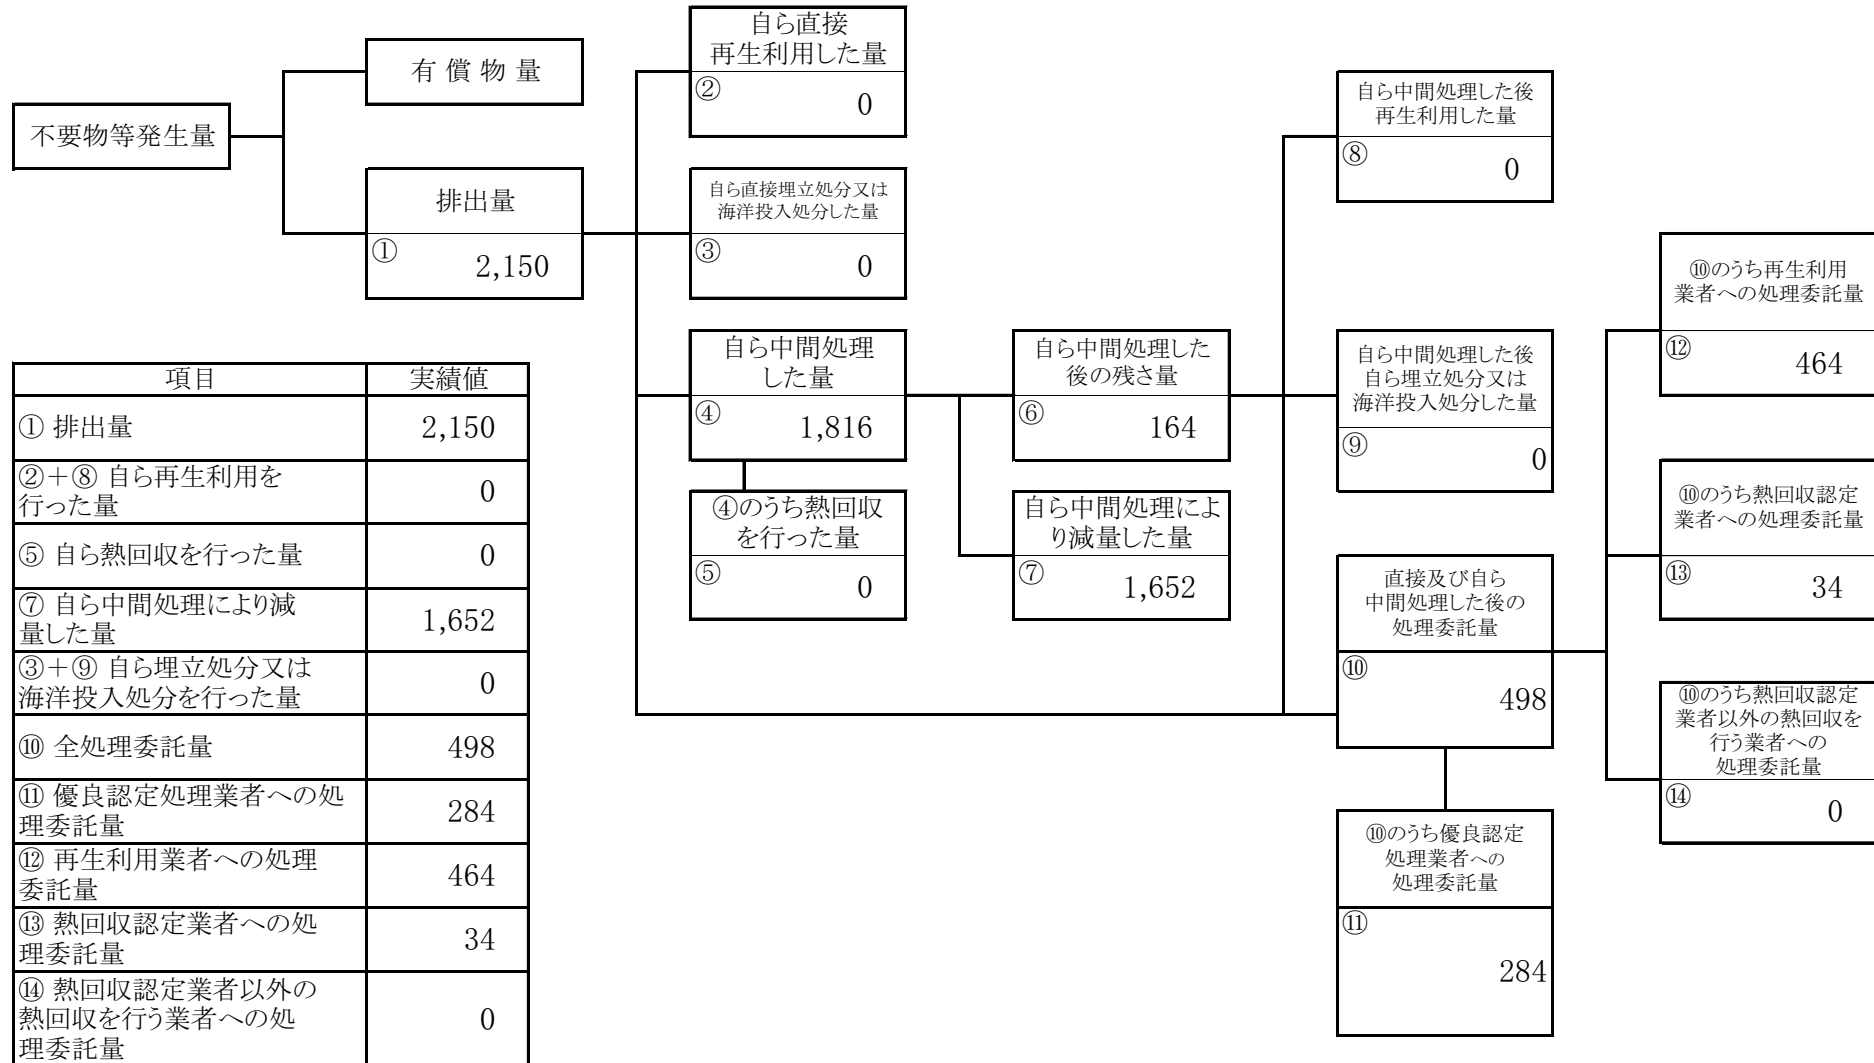 不要物等発生量
有 償 物 量
排出量
①
2,150
自ら直接
再生利用した量
②
0
自ら直接埋立処分又は
海洋投入処分した量
③
0
自ら中間処理
した量
④
1,816
④のうち熱回収
を行った量
⑤
0
自ら中間処理した
後の残さ量
⑥
164
自ら中間処理によ
り減量した量
⑦
1,652
自ら中間処理した後
再生利用した量
⑧
0
自ら中間処理した後
自ら埋立処分又は
海洋投入処分した量
⑨
0
直接及び自ら
中間処理した後の
処理委託量
⑩
498
⑩のうち優良認定
処理業者への
処理委託量
⑪
284
⑩のうち再生利用
業者への処理委託量
⑫
464
⑩のうち熱回収認定
業者への処理委託量
⑬
34
⑩のうち熱回収認定
業者以外の熱回収を
行う業者への
処理委託量
⑭
0
項目 実績値
① 排出量 2,150
②＋⑧ 自ら再生利用を
行った量 0
⑤ 自ら熱回収を行った量 0
⑦ 自ら中間処理により減
量した量 1,652
③＋⑨ 自ら埋立処分又は
海洋投入処分を行った量 0
⑩ 全処理委託量 498
⑪ 優良認定処理業者への処
理委託量 284
⑫ 再生利用業者への処理
委託量 464
⑬ 熱回収認定業者への処
理委託量 34
⑭ 熱回収認定業者以外の
熱回収を行う業者への処 0
理委託量